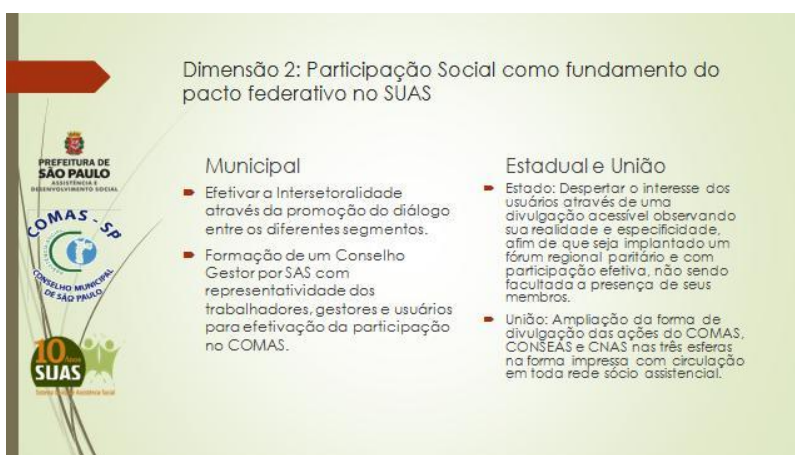 Dimensão 2: Participação Social como fundamento do
pacto federativo no SUAS
PREFEITURA DE
SÃO PAULO
ASSISTÊNCIA E
DESENVOLVIMENTO SOCIAL
COMAS - SP
CONSELHO MUNICIPAL
DE SÃO PAULO
10 Anos
SUAS
Municipal
Efetivar a Intersetoralidade
através da promoção do diálogo
entre os diferentes segmentos.
Formação de um Conselho
Gestor por SAS com
representatividade dos
trabalhadores, gestores e usuários
para efetivação da participação
no COMAS.
Estadual e União
Estado: Despertar o interesse dos
usuários através de uma
divulgação acessível observando
sua realidade e especificidade,
afim de que seja implantado um
fórum regional paritário e com
participação efetiva, não sendo
facultada a presença de seus
membros.
União: Ampliação da forma de
divulgação das ações do COMAS,
CONSEAS e CNAS nas três esferas
na forma impressa com circulação
em toda rede sócio assistencial.